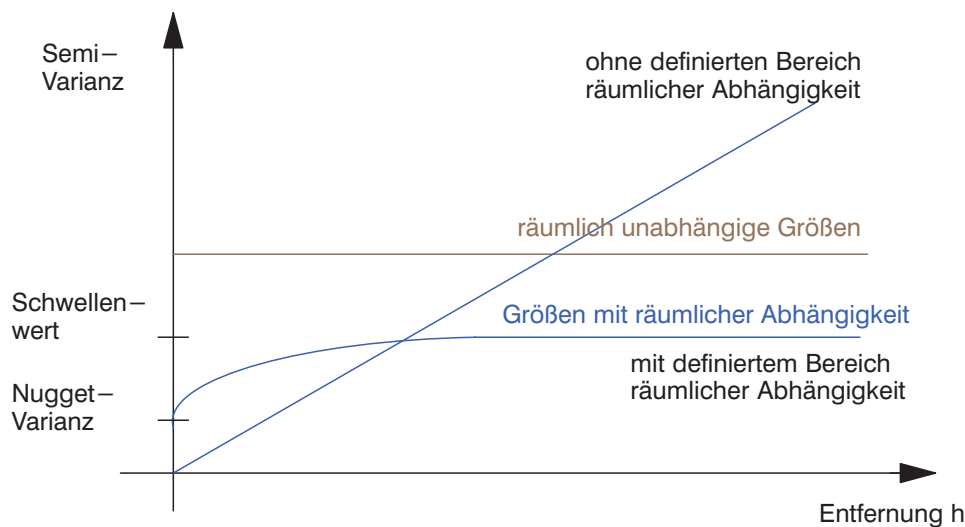 Semi–
Varianz
ohne definierten Bereich
räumlicher Abhängigkeit
räumlich unabhängige Größen
Schwellen–
wert
Größen mit räumlicher Abhängigkeit
mit definiertem Bereich
räumlicher Abhängigkeit
Nugget–
Varianz
Entfernung h